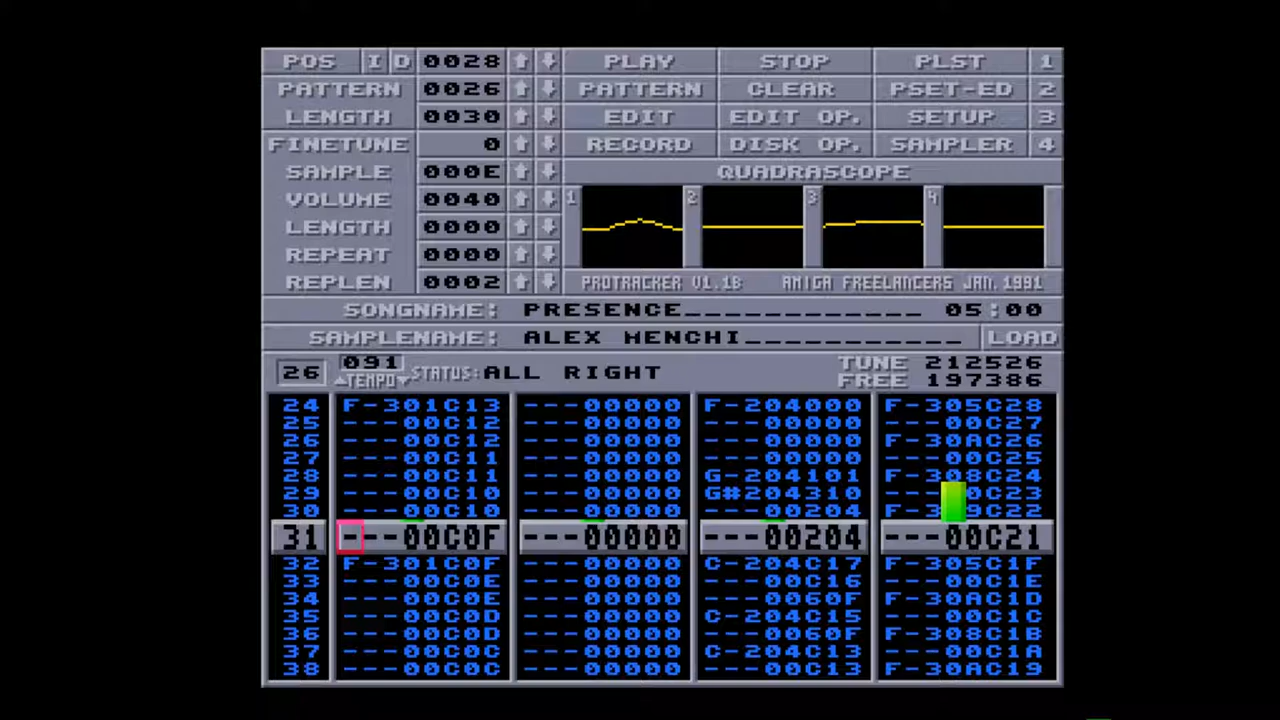 POS I D 0028 PLAY STOP PLST 1
PATTERN 0026 PATTERN CLEAR PSET-ED 2
LENGTH 0030 EDIT EDIT OP. SETUP 3
FINETUNE 0 RECORD DISK OP. SAMPLER 4
SAMPLE 000E QUADRASCOPE
VOLUME 0040 1 2 3 4
LENGTH 0000
REPEAT 0000
REPLEN 0002 PROTRACKER V1.1B AMIGA FREELANCERS JAN.1991
SONGNAME: PRESENCE_____________ 05:00
SAMPLENAME: ALEX MENCHI____________ LOAD
26 091 TEMPO STATUS: ALL RIGHT TUNE 212526
FREE 197386
24 F-301C13 ---00000 F-204000 F-305C28
25 ---00C12 ---00000 ---00000 ---00C27
26 ---00C12 ---00000 ---00000 F-30AC26
27 ---00C11 ---00000 ---00000 ---00C25
28 ---00C11 ---00000 G-204101 F-308C24
29 ---00C10 ---00000 G#204310 0C23
30 ---00C10 ---00000 ---00204 F-3 9C22
31 ---00C0F ---00000 ---00204 ---00C21
32 F-301C0F ---00000 C-204C17 F-305C1F
33 ---00C0E ---00000 ---00C16 ---00C1E
34 ---00C0E ---00000 ---0060F F-30AC1D
35 ---00C0D ---00000 C-204C15 ---00C1C
36 ---00C0D ---00000 ---0060F F-308C1B
37 ---00C0C ---00000 C-204C13 ---00C1A
38 ---00C0C ---00000 ---00C13 F-30AC19